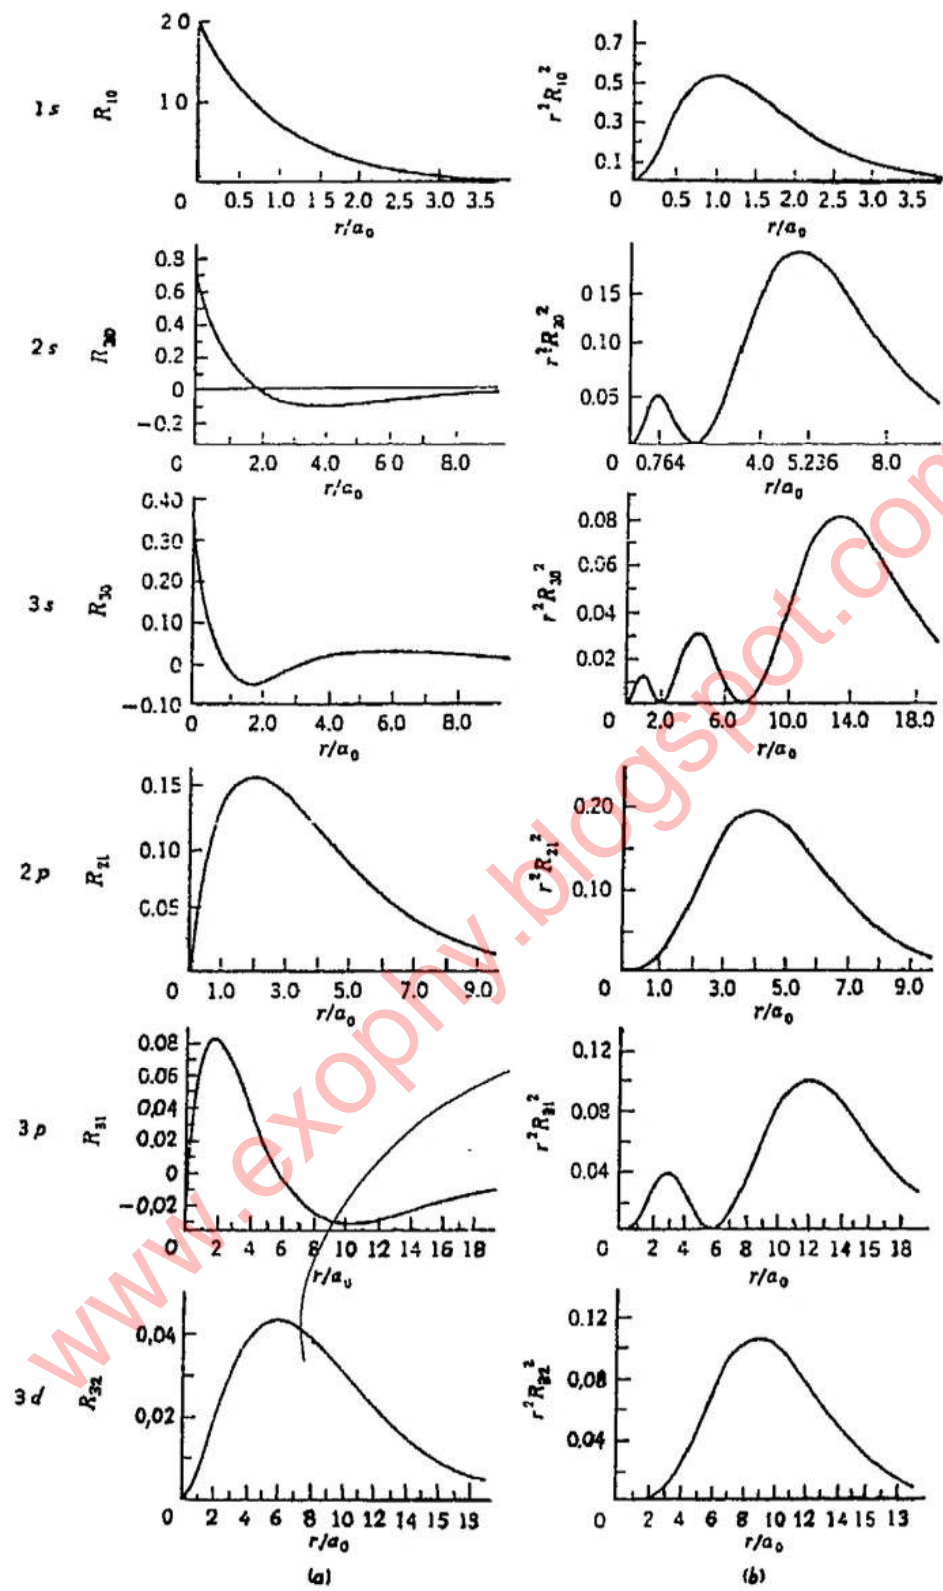 1s R₁₀ 2 0 1 0
0 0.5 1.0 1 5 2.0 2.5 3.0 3.5
r/a₀
r²R₁₀² 0.7 0.5 0.3 0.1
0 0.5 1.0 1.5 2.0 2.5 3.0 3.5
r/a₀
2s R₂₀ 0.8 0.6 0.4 0.2 0 −0.2
0 2.0 4.0 6.0 8.0
r/a₀
r²R₂₀² 0 15 0.10 0.05
0 0.764 4.0 5.236 8.0
r/a₀
3s R₃₀ 0.40 0.30 0.20 0.10 0 −0.10
0 2.0 4.0 6.0 8.0
r/a₀
r²R₃₀² 0.08 0.06 0.04 0.02
0 2.0 6.0 10.0 14.0 18.0
r/a₀
2p R₂₁ 0.15 0.10 0.05
0 1.0 3.0 5.0 7.0 9.0
r/a₀
r²R₂₁² 0.20 0.10
0 1.0 3.0 5.0 7.0 9.0
r/a₀
3p R₃₁ 0.08 0.06 0,04 0.02 0 −0,02
0 2 4 6 8 10 12 14 16 18
r/a₀
r²R₃₁² 0.12 0.08 0.04
0 2 4 6 8 10 12 14 15 18
r/a₀
3d R₃₂ 0,04 0,02
0 2 4 6 8 10 12 14 15 13
r/a₀
(a)
r²R₃₂² 0.12 0,08 0,04
0 2 4 6 8 10 12 14 15 13
r/a₀
(b)
www.exophy.blogspot.com